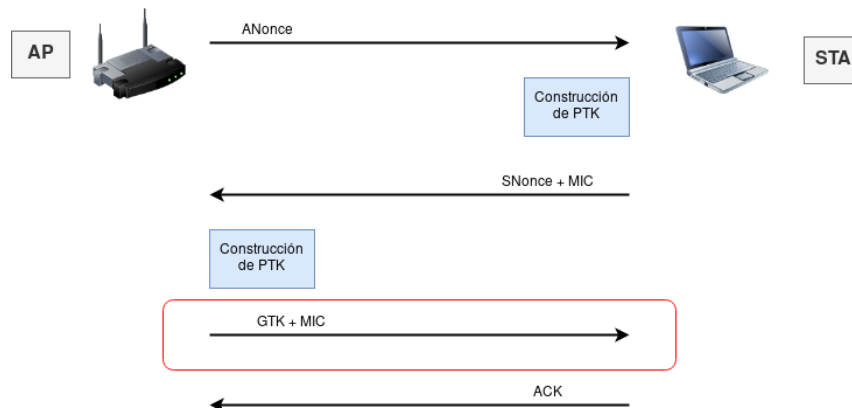 ANonce
AP
STA
Construcción
de PTK
SNonce + MIC
Construcción
de PTK
GTK + MIC
ACK